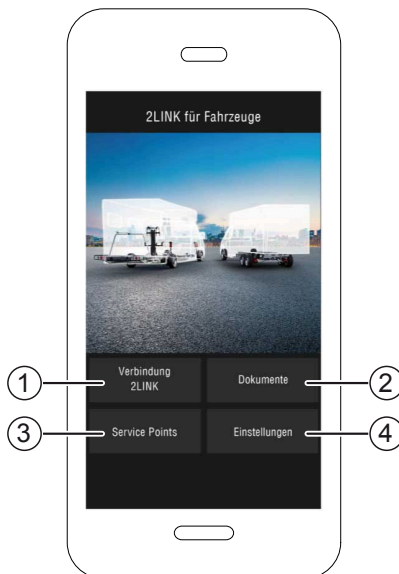 2LINK für Fahrzeuge
Verbindung
2LINK
Dokumente
Service Points
Einstellungen
1
2
3
4